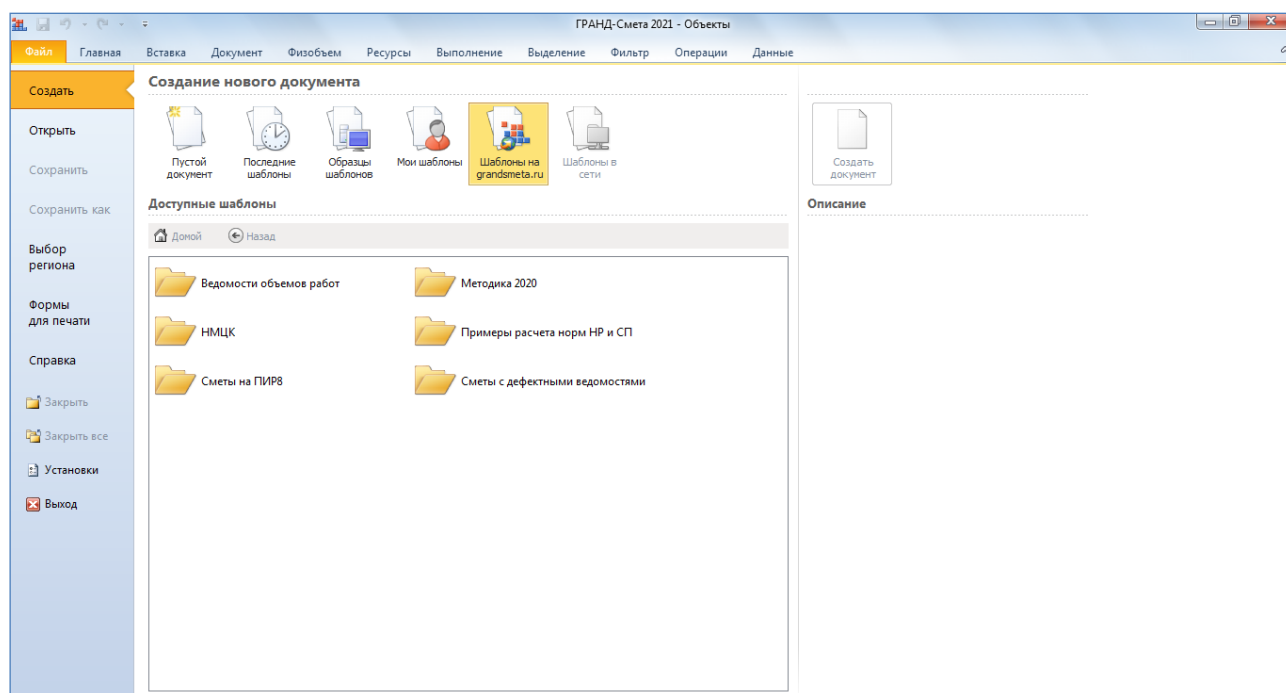 ГРАНД-Смета 2021 - Объекты
Файл Главная Вставка Документ Физобъем Ресурсы Выполнение Выделение Фильтр Операции Данные
Создать
Открыть
Сохранить
Сохранить как
Выбор
региона
Формы
для печати
Справка
Закрыть
Закрыть все
Установки
Выход
Создание нового документа
Пустой
документ
Последние
шаблоны
Образцы
шаблонов
Мои шаблоны
Шаблоны на
grandsmeta.ru
Шаблоны в
сети
Доступные шаблоны
Домой Назад
Ведомости объемов работ
Методика 2020
НМЦК
Примеры расчета норм НР и СП
Сметы на ПИР8
Сметы с дефектными ведомостями
Создать
документ
Описание